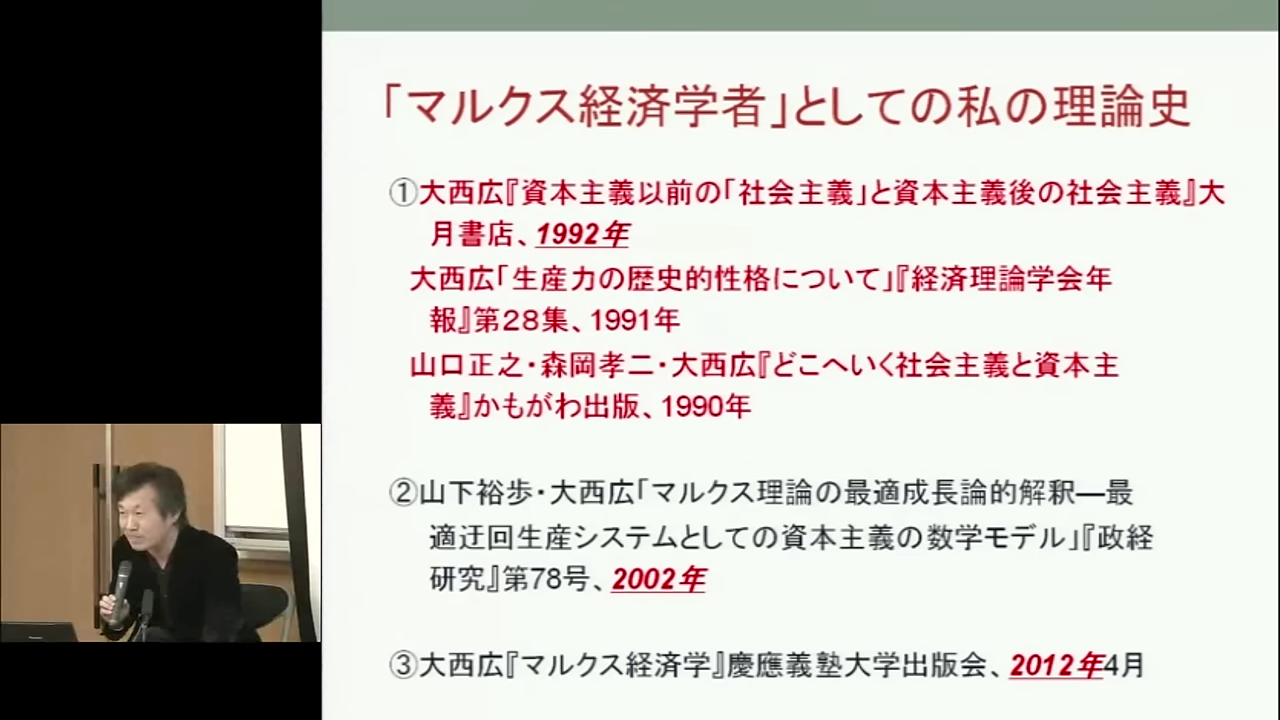 「マルクス経済学者」としての私の理論史
①大西広『資本主義以前の「社会主義」と資本主義後の社会主義』大
月書店、1992年
大西広「生産力の歴史的性格について」『経済理論学会年
報』第28集、1991年
山口正之・森岡孝二・大西広『どこへいく社会主義と資本主
義』かもがわ出版、1990年
②山下裕歩・大西広「マルクス理論の最適成長論的解釈―最
適迂回生産システムとしての資本主義の数学モデル」『政経
研究』第78号、2002年
③大西広『マルクス経済学』慶應義塾大学出版会、2012年4月